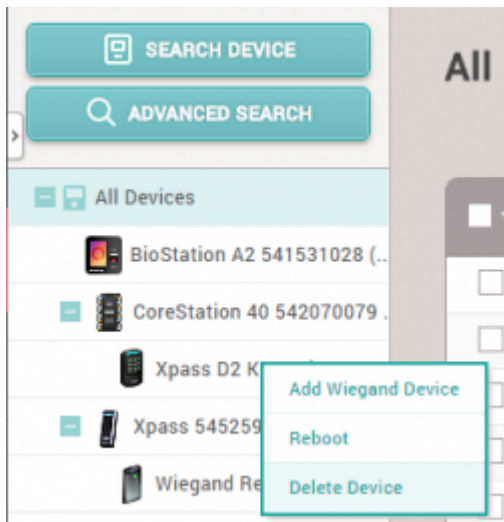 SEARCH DEVICE
All
ADVANCED SEARCH
All Devices
BioStation A2 541531028 (...
CoreStation 40 542070079 .
Xpass D2
Add Wiegand Device
Xpass 545259
Reboot
Wiegand Re
Delete Device